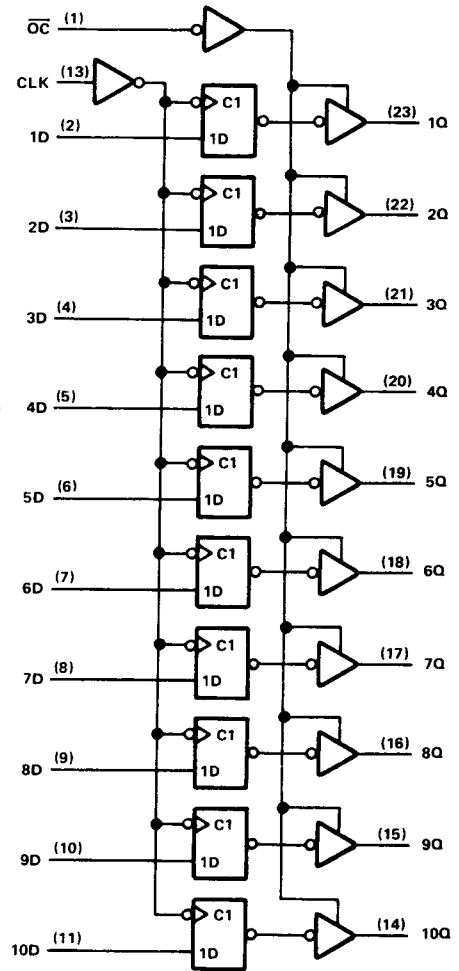 O̅C̅ (1)
CLK (13)
C1
(23) 1Q
1D (2)
1D
C1
(22) 2Q
2D (3)
1D
C1
(21) 3Q
3D (4)
1D
C1
(20) 4Q
4D (5)
1D
C1
(19) 5Q
5D (6)
1D
C1
(18) 6Q
6D (7)
1D
C1
(17) 7Q
7D (8)
1D
C1
(16) 8Q
8D (9)
1D
C1
(15) 9Q
9D (10)
1D
C1
(14) 10Q
10D (11)
1D